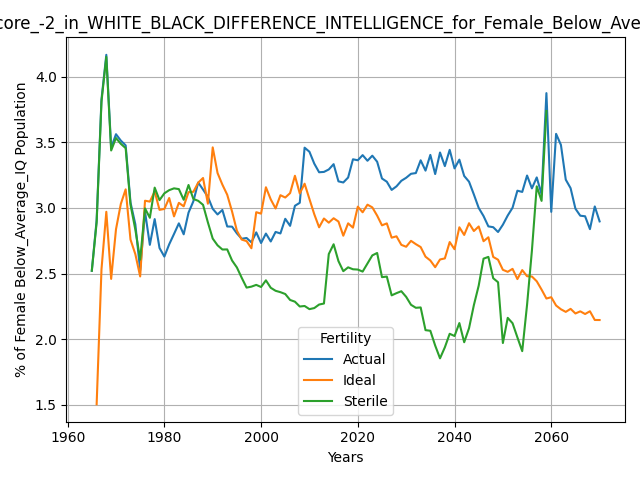 core_-2_in_WHITE_BLACK_DIFFERENCE_INTELLIGENCE_for_Female_Below_Ave
% of Female Below_Average_IQ Population
4.0
3.5
3.0
2.5
2.0
1.5
1960
1980
2000
2020
2040
2060
Years
Fertility
Actual
Ideal
Sterile